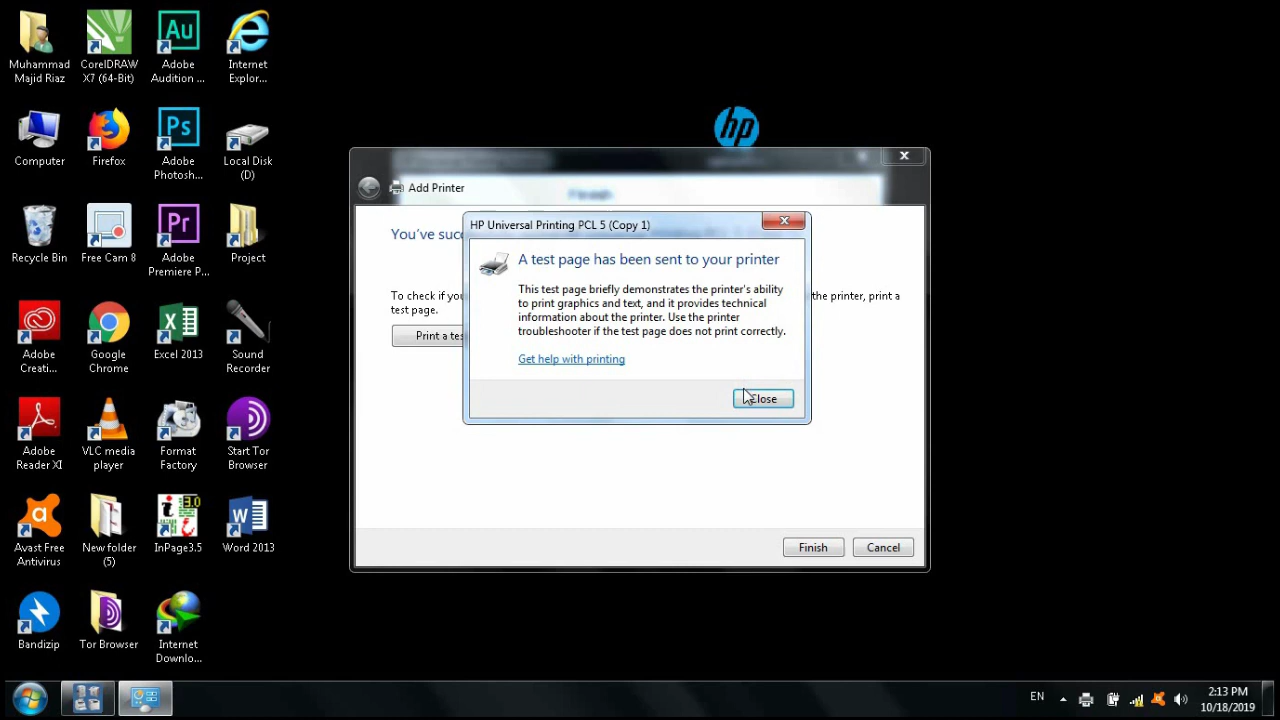 Muhammad
Majid Riaz
CorelDRAW
X7 (64-Bit)
Au
Adobe
Audition ...
Internet
Explor...
hp
Computer
Firefox
Ps
Adobe
Photosh...
Local Disk
(D)
Recycle Bin
Free Cam 8
Pr
Adobe
Premiere P...
Project
Adobe
Creati...
Google
Chrome
Excel 2013
Sound
Recorder
Adobe
Reader XI
VLC media
player
Format
Factory
Start Tor
Browser
Avast Free
Antivirus
New folder
(5)
3.0
InPage3.5
Word 2013
Bandizip
Tor Browser
Internet
Downlo...
Add Printer
Finish
You've succ
To check if you
the printer, print a
test page.
Print a tes
HP Universal Printing PCL 5 (Copy 1)
A test page has been sent to your printer
This test page briefly demonstrates the printer's ability
to print graphics and text, and it provides technical
information about the printer. Use the printer
troubleshooter if the test page does not print correctly.
Get help with printing
Close
Finish
Cancel
EN
2:13 PM
10/18/2019